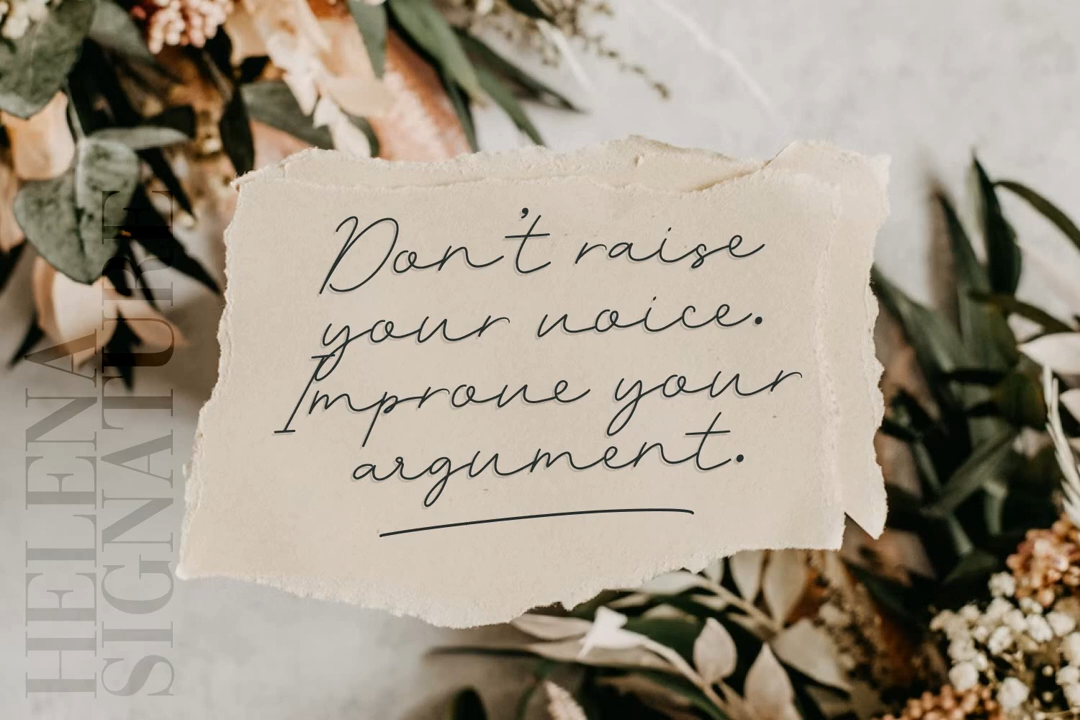 Don't raise
your voice.
Improve your
argument.
HELENA
SIGNATURE